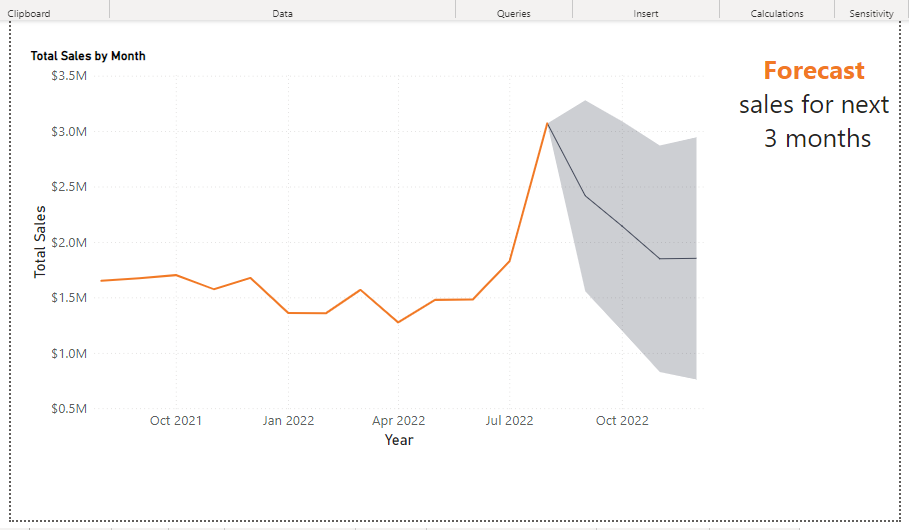 Clipboard Data Queries Insert Calculations Sensitivity
Total Sales by Month
Forecast
sales for next
3 months
$3.5M
$3.0M
$2.5M
$2.0M
$1.5M
$1.0M
$0.5M
Total Sales
Oct 2021 Jan 2022 Apr 2022 Jul 2022 Oct 2022
Year